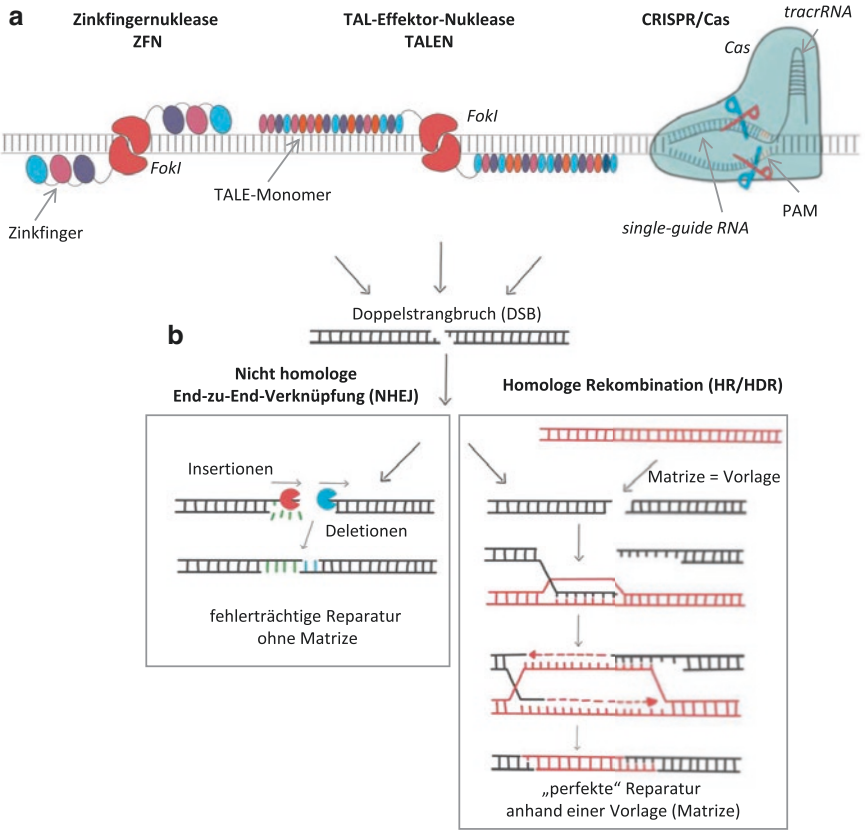 a
Zinkfingernuklease
ZFN
TAL-Effektor-Nuklease
TALEN
CRISPR/Cas
tracrRNA
Cas
FokI
FokI
TALE-Monomer
Zinkfinger
single-guide RNA
PAM
Doppelstrangbruch (DSB)
b
Nicht homologe
End-zu-End-Verknüpfung (NHEJ)
Homologe Rekombination (HR/HDR)
Insertionen
Deletionen
fehlerträchtige Reparatur
ohne Matrize
Matrize = Vorlage
„perfekte“ Reparatur
anhand einer Vorlage (Matrize)